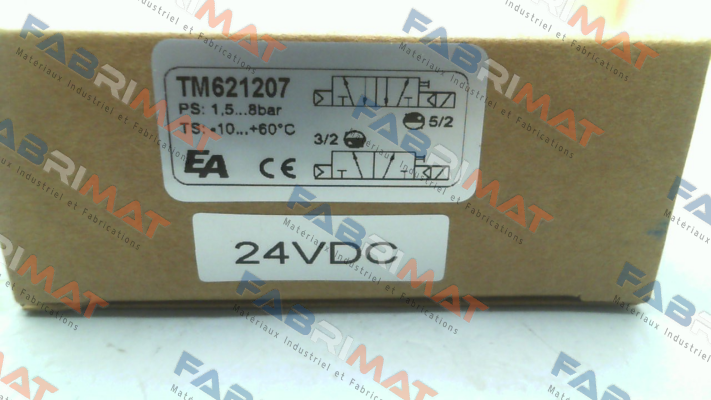 TM621207
PS: 1,5...8bar
TS: -10...+60°C
5/2
3/2
EA CE
24VDC
FABRIMAT
Matériaux Industriel et Fabrications